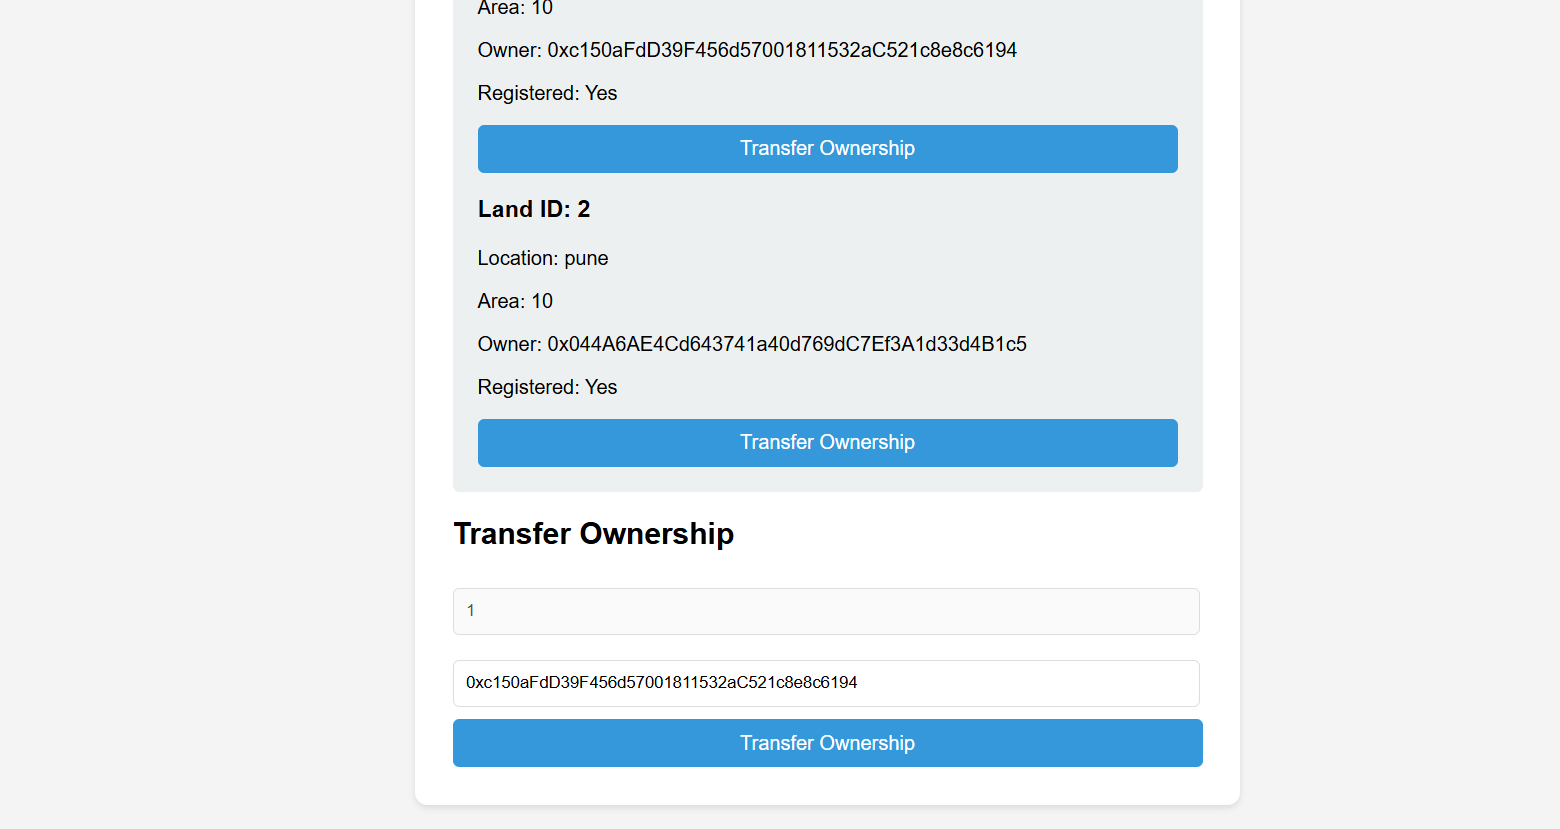 Area: 10
Owner: 0xc150aFdD39F456d57001811532aC521c8e8c6194
Registered: Yes
Transfer Ownership
Land ID: 2
Location: pune
Area: 10
Owner: 0x044A6AE4Cd643741a40d769dC7Ef3A1d33d4B1c5
Registered: Yes
Transfer Ownership
Transfer Ownership
1
0xc150aFdD39F456d57001811532aC521c8e8c6194
Transfer Ownership